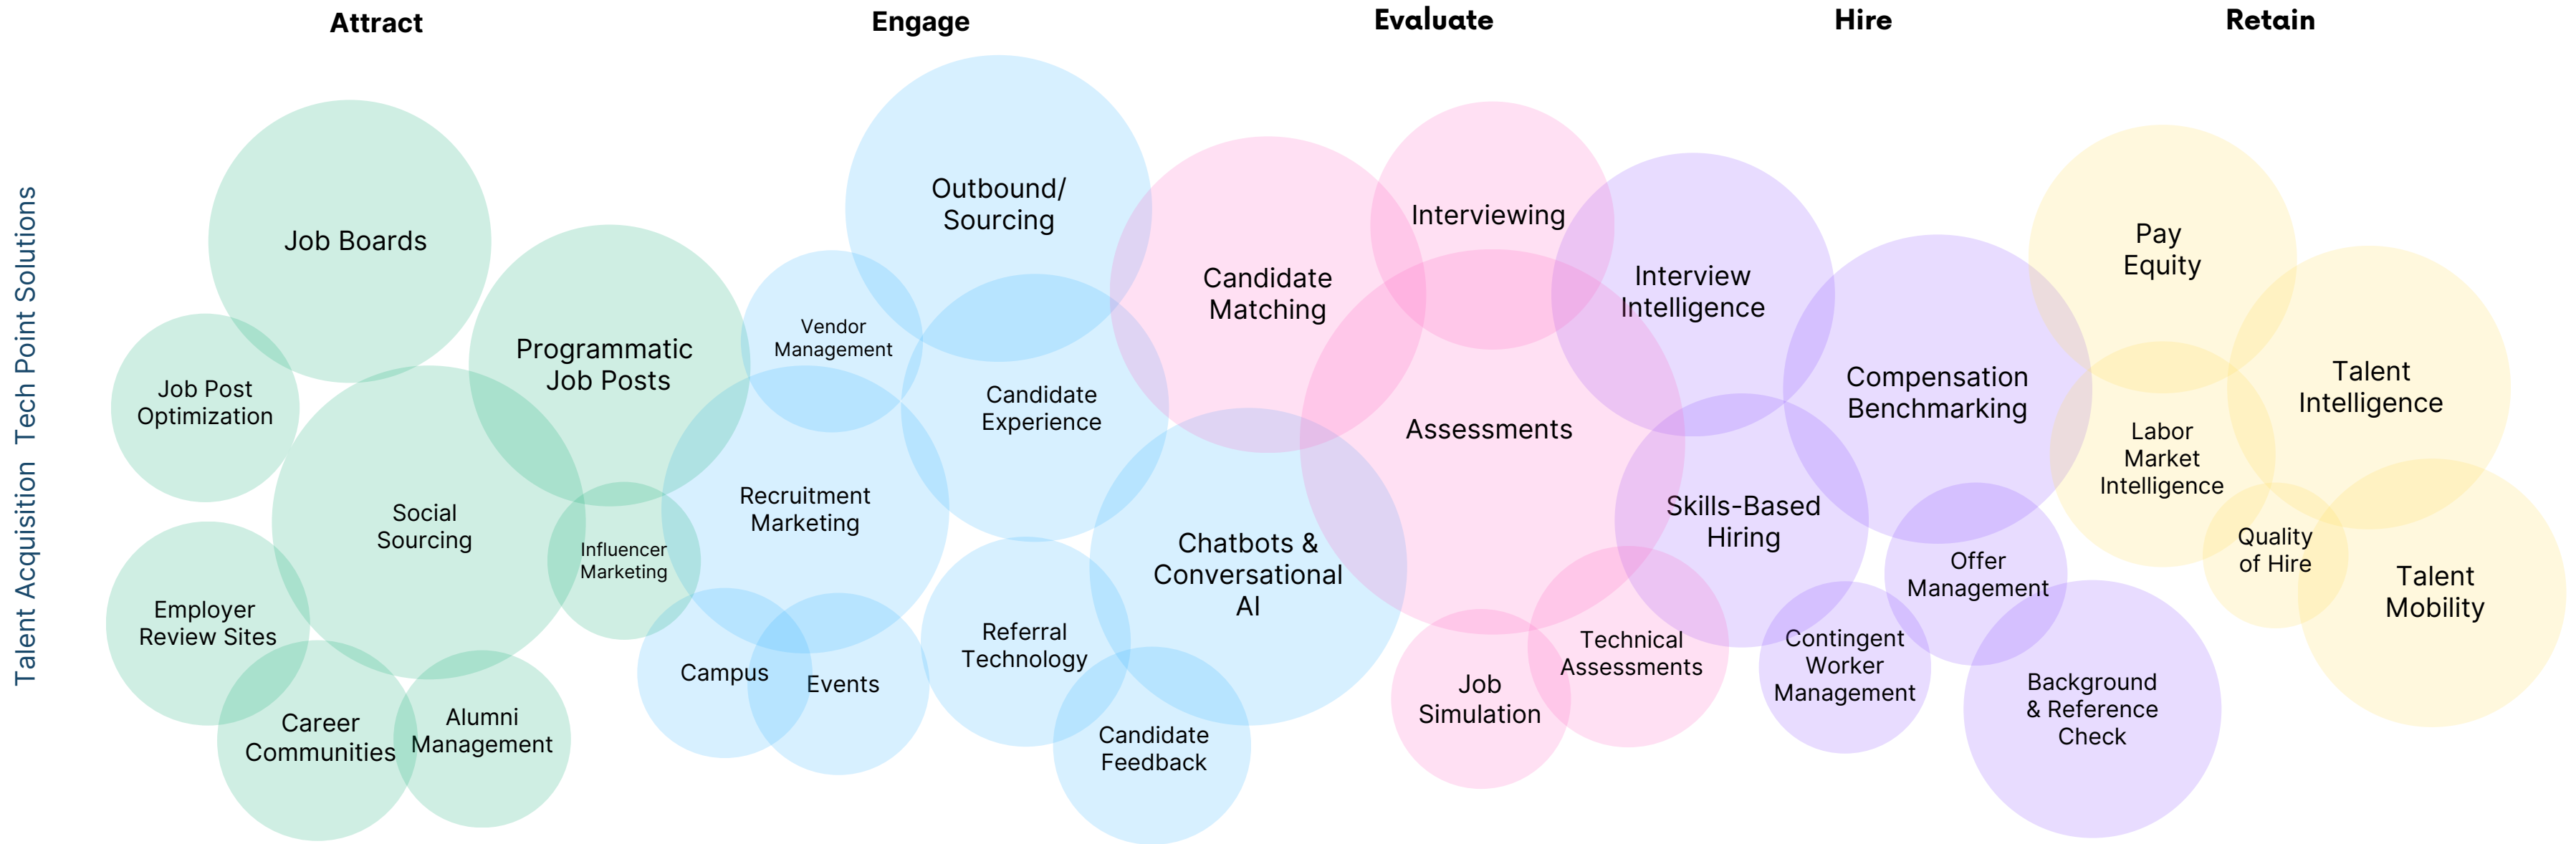 Attract
Engage
Evaluate
Hire
Retain
Talent Acquisition Tech Point Solutions
Job Boards
Job Post
Optimization
Programmatic
Job Posts
Social
Sourcing
Influencer
Marketing
Employer
Review Sites
Career
Communities
Alumni
Management
Outbound/
Sourcing
Vendor
Management
Candidate
Experience
Recruitment
Marketing
Campus
Events
Referral
Technology
Chatbots &
Conversational
AI
Candidate
Feedback
Candidate
Matching
Interviewing
Assessments
Job
Simulation
Technical
Assessments
Interview
Intelligence
Compensation
Benchmarking
Skills-Based
Hiring
Offer
Management
Contingent
Worker
Management
Background
& Reference
Check
Pay
Equity
Talent
Intelligence
Labor
Market
Intelligence
Quality
of Hire
Talent
Mobility